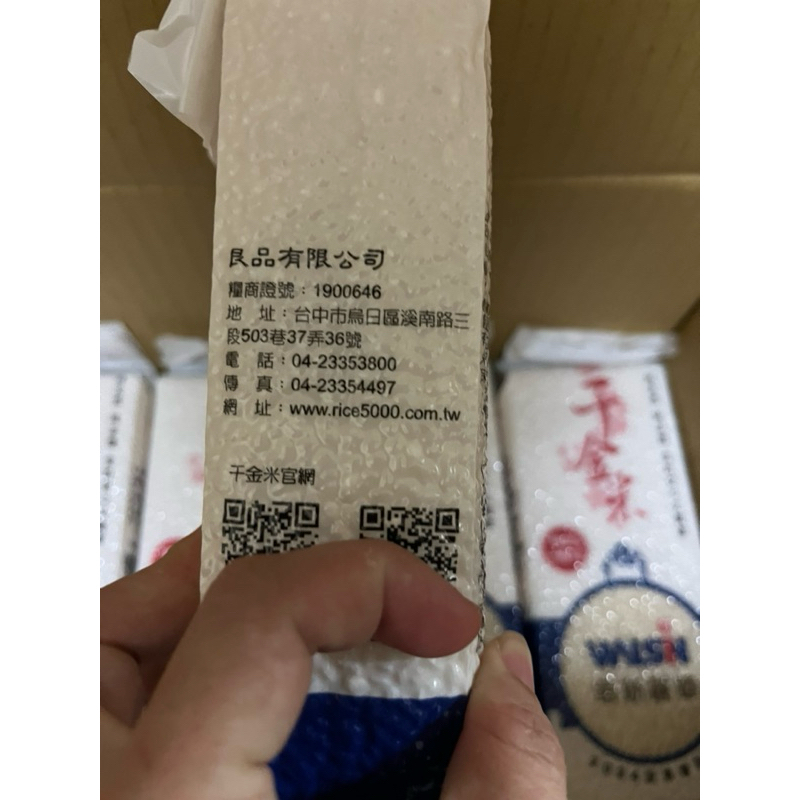 良品有限公司
糧商證號：1900646
地　址：台中市烏日區溪南路三
段503巷37弄36號
電　話：04-23353800
傳　真：04-23354497
網　址：www.rice5000.com.tw
千金米官網
千金米